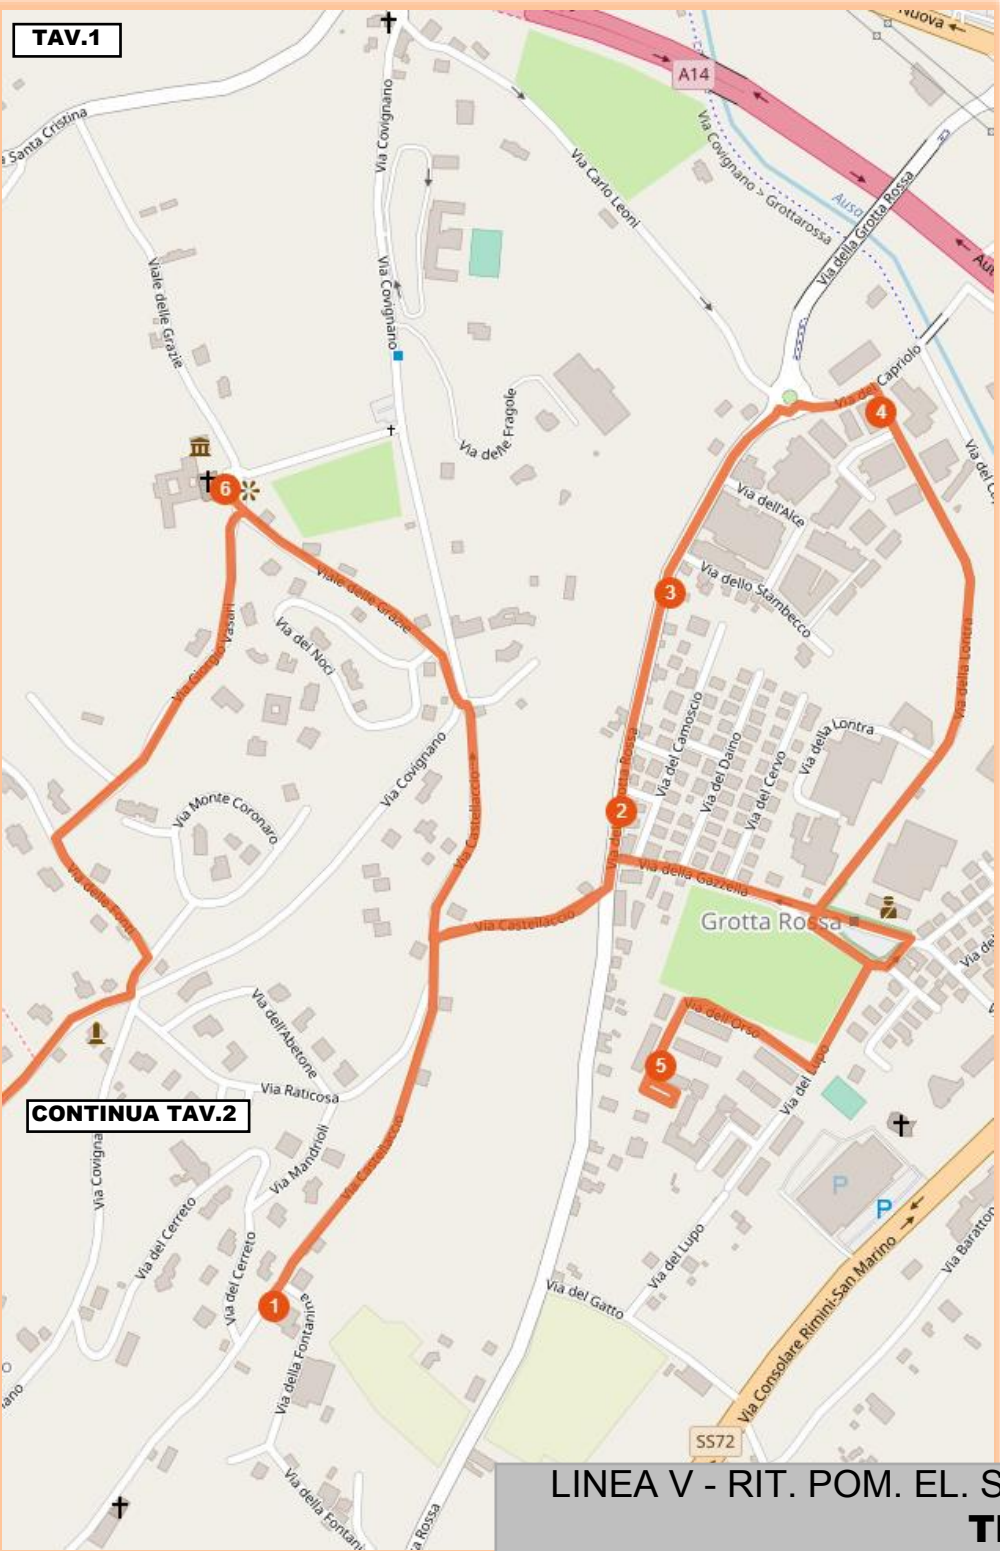 TAV.1
Nuova
A14
Santa Cristina
Via Covignano
Via Carlo Leoni
Via Covignano > Grottarossa
Ausa
Via della Grotta Rossa
Viale delle Grazie
Via Covignano
Via del Capriolo
4
Via delle Fragole
6
Via dell'Alce
Viale delle Grazie
3
Via dello Stambecco
Via dei Noci
Via Giorgio Vasari
Via della Lontra
Via del Camoscio
Via del Daino
Via del Cervo
Via della Lontra
Via Covignano
Via Castellaccio
2
Via Monte Coronaro
Via della Gazzella
Via delle Fonti
Via Castellaccio
Grotta Rossa
Via dell'Abetone
Via dell'Orso
5
Via Raticosa
Via del Lupo
CONTINUA TAV.2
Via Mandrioli
Via Castellaccio
P
P
Via del Cerreto
Via del Cerreto
Via del Lupo
1
Via della Fontanine
Via del Gatto
Via Consolare Rimini-San Marino
SS72
Via della Fontani
a Rossa
LINEA V - RIT. POM. EL. S